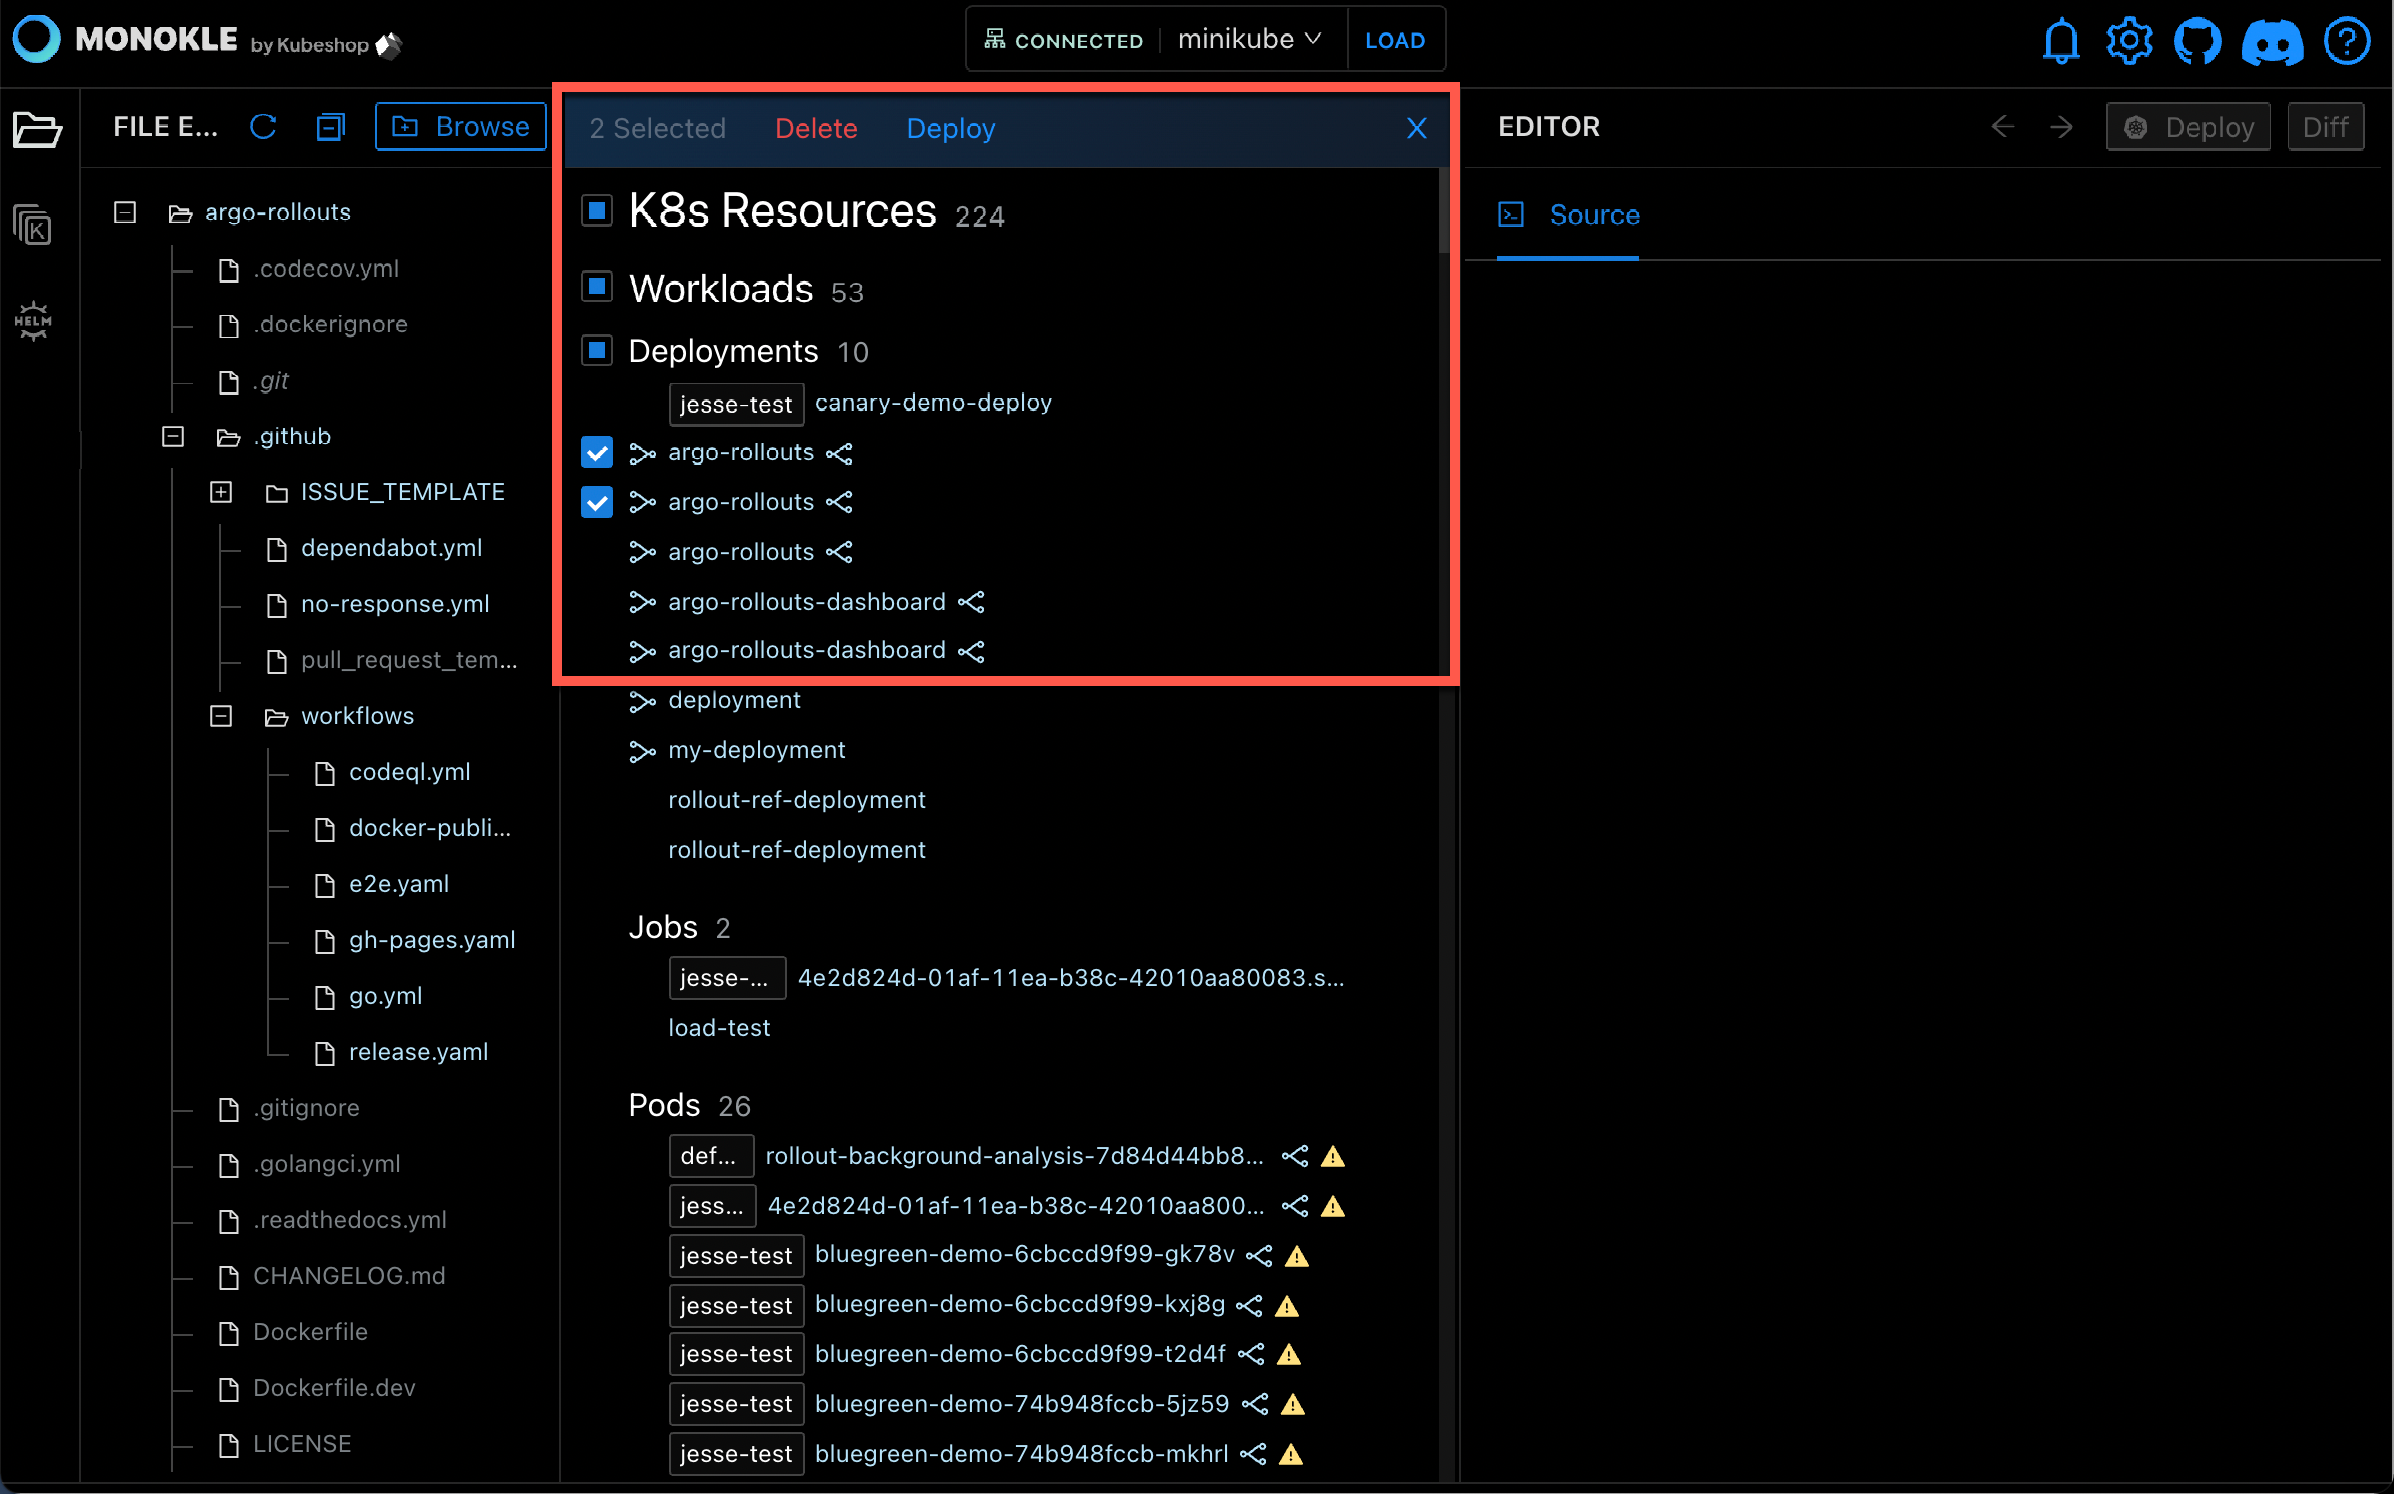 MONOKLE by Kubeshop
CONNECTED minikube LOAD
FILE E... Browse
argo-rollouts
.codecov.yml
.dockerignore
.git
.github
ISSUE_TEMPLATE
dependabot.yml
no-response.yml
pull_request_tem...
workflows
codeql.yml
docker-publi...
e2e.yaml
gh-pages.yaml
go.yml
release.yaml
.gitignore
.golangci.yml
.readthedocs.yml
CHANGELOG.md
Dockerfile
Dockerfile.dev
LICENSE
K
HELM
2 Selected Delete Deploy X
K8s Resources 224
Workloads 53
Deployments 10
jesse-test canary-demo-deploy
argo-rollouts
argo-rollouts
argo-rollouts
argo-rollouts-dashboard
argo-rollouts-dashboard
deployment
my-deployment
rollout-ref-deployment
rollout-ref-deployment
Jobs 2
jesse-... 4e2d824d-01af-11ea-b38c-42010aa80083.s...
load-test
Pods 26
def... rollout-background-analysis-7d84d44bb8...
jess... 4e2d824d-01af-11ea-b38c-42010aa800...
jesse-test bluegreen-demo-6cbccd9f99-gk78v
jesse-test bluegreen-demo-6cbccd9f99-kxj8g
jesse-test bluegreen-demo-6cbccd9f99-t2d4f
jesse-test bluegreen-demo-74b948fccb-5jz59
jesse-test bluegreen-demo-74b948fccb-mkhrl
EDITOR Deploy Diff
Source